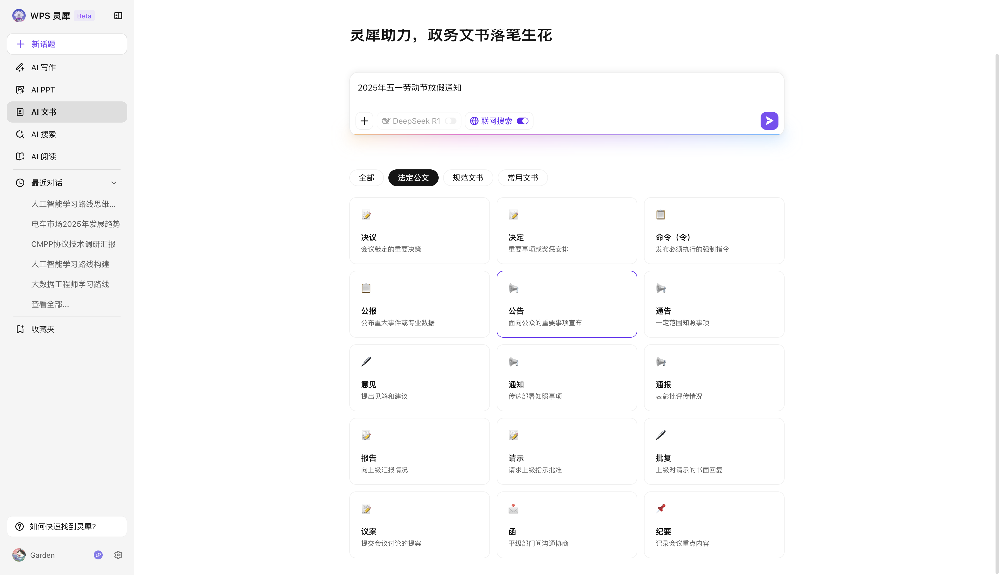 WPS 灵犀 Beta
新话题
AI 写作
AI PPT
AI 文书
AI 搜索
AI 阅读
最近对话
人工智能学习路线思维...
电车市场2025年发展趋势
CMPP协议技术调研汇报
人工智能学习路线构建
大数据工程师学习路线
查看全部...
收藏夹
如何快速找到灵犀?
Garden
灵犀助力，政务文书落笔生花
2025年五一劳动节放假通知
DeepSeek R1
联网搜索
全部
法定公文
规范文书
常用文书
决议
会议敲定的重要决策
决定
重要事项或奖惩安排
命令（令）
发布必须执行的强制指令
公报
公布重大事件或专业数据
公告
面向公众的重要事项宣布
通告
一定范围知照事项
意见
提出见解和建议
通知
传达部署知照事项
通报
表彰批评传情况
报告
向上级汇报情况
请示
请求上级指示批准
批复
上级对请示的书面回复
议案
提交会议讨论的提案
函
平级部门间沟通协商
纪要
记录会议重点内容